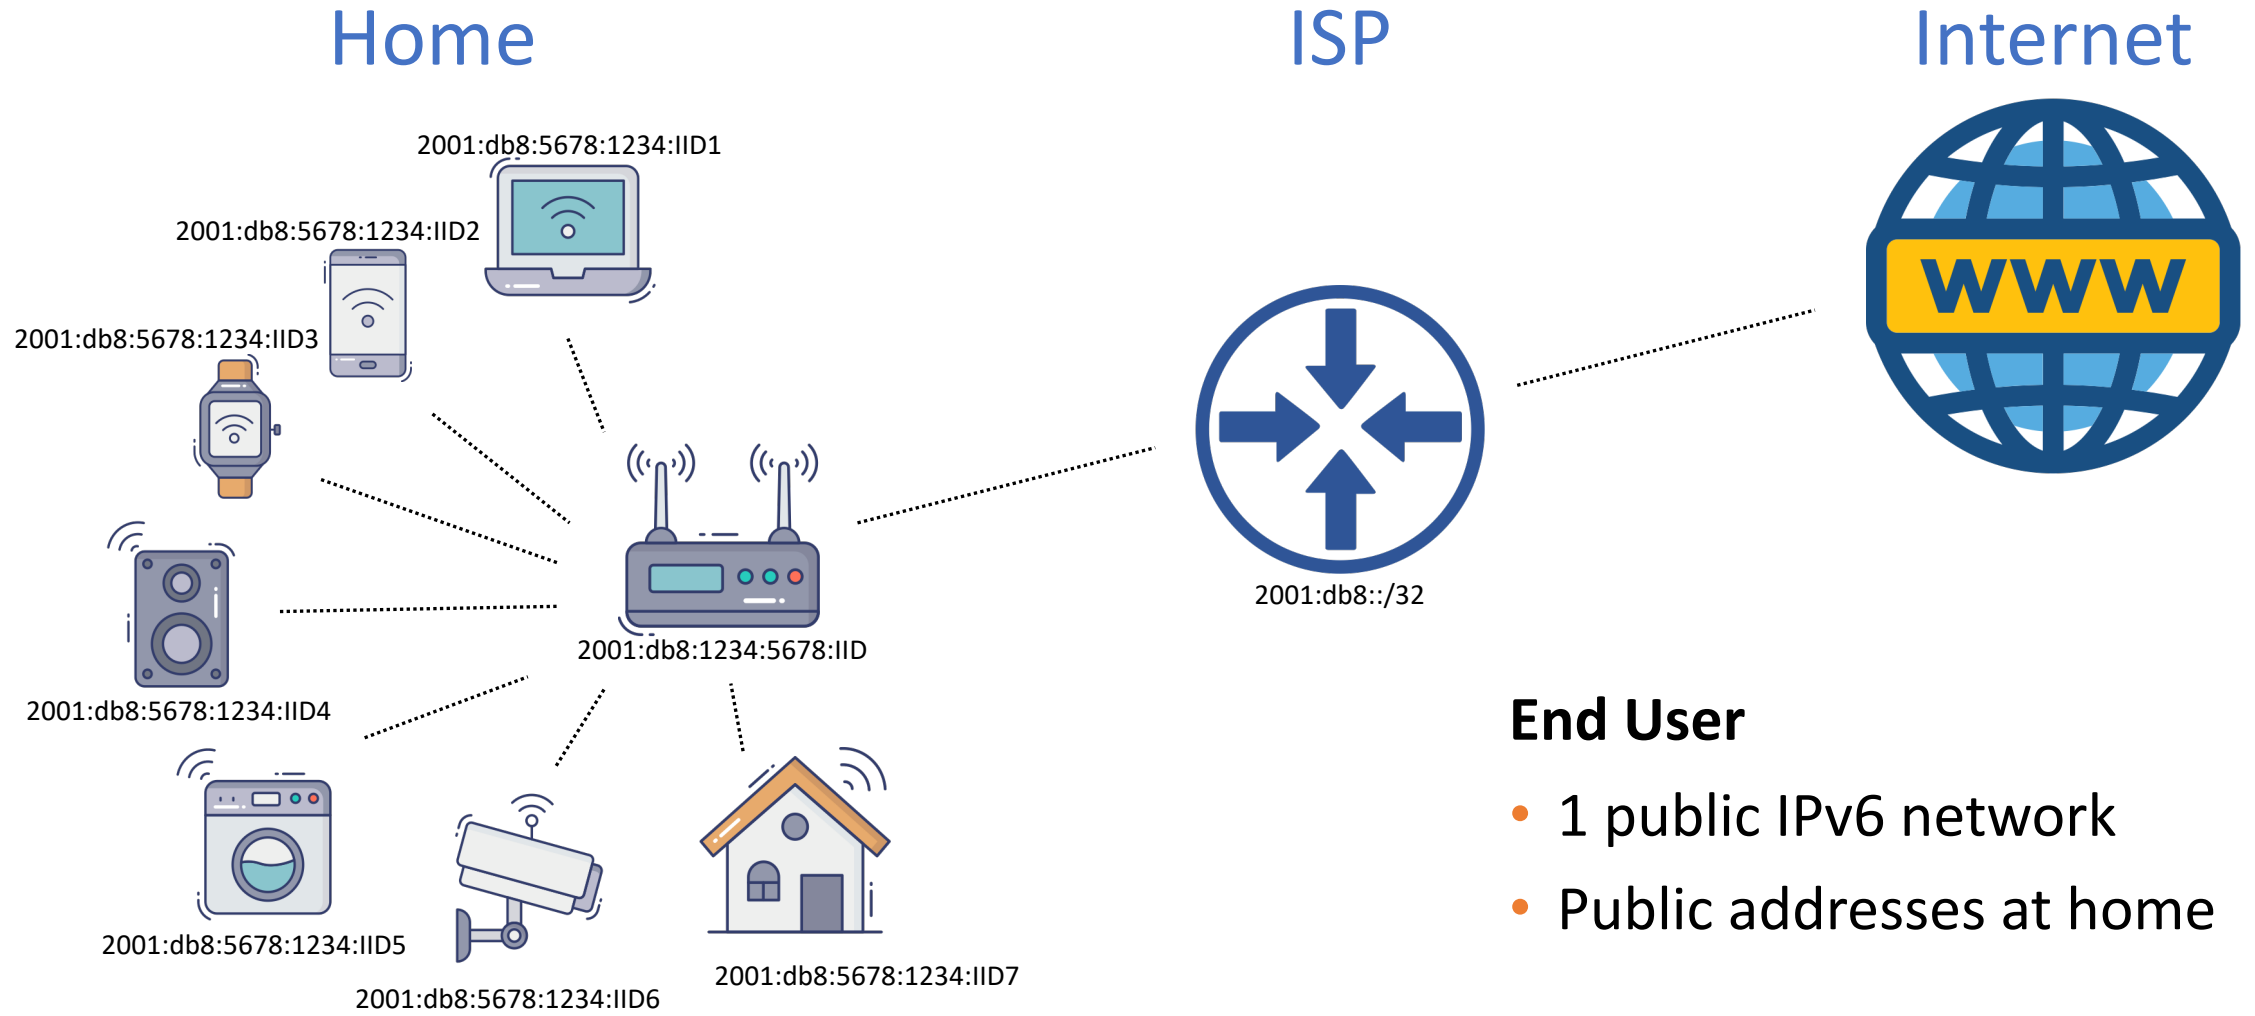 Home
ISP
Internet
2001:db8:5678:1234:IID1
2001:db8:5678:1234:IID2
2001:db8:5678:1234:IID3
www
2001:db8::/32
2001:db8:1234:5678:IID
2001:db8:5678:1234:IID4
2001:db8:5678:1234:IID5
2001:db8:5678:1234:IID6
2001:db8:5678:1234:IID7
End User
• 1 public IPv6 network
• Public addresses at home